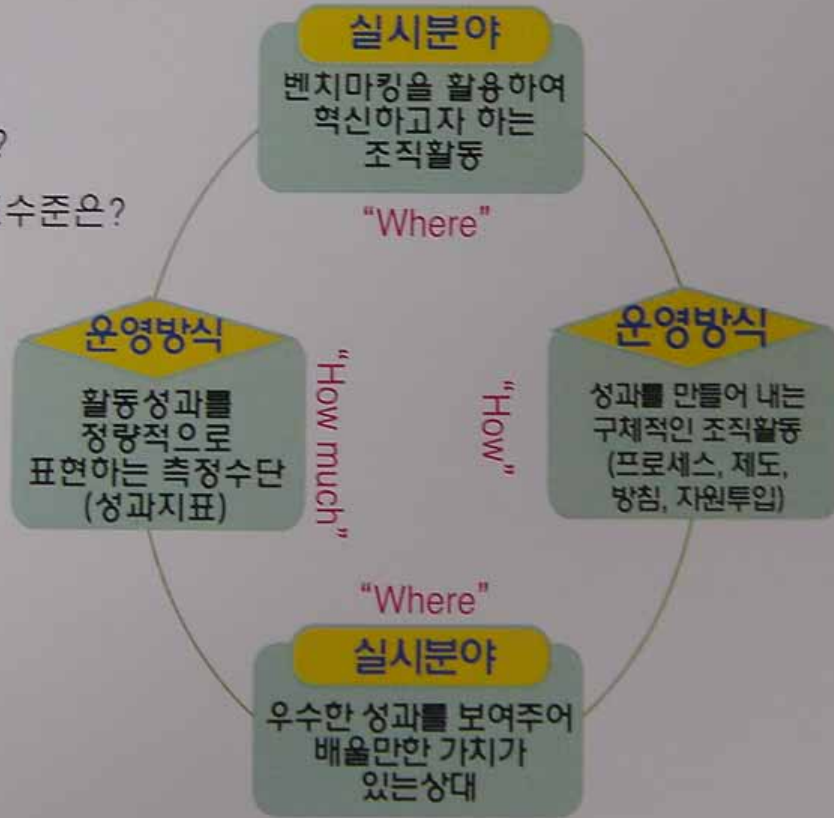 실시분야
벤치마킹을 활용하여
혁신하고자 하는
조직활동
?
수준은?
"Where"
운영방식
활동성과를
정량적으로
표현하는 측정수단
(성과지표)
"How much"
"How"
운영방식
성과를 만들어 내는
구체적인 조직활동
(프로세스, 제도,
방침, 자원투입)
"Where"
실시분야
우수한 성과를 보여주어
배울만한 가치가
있는상대